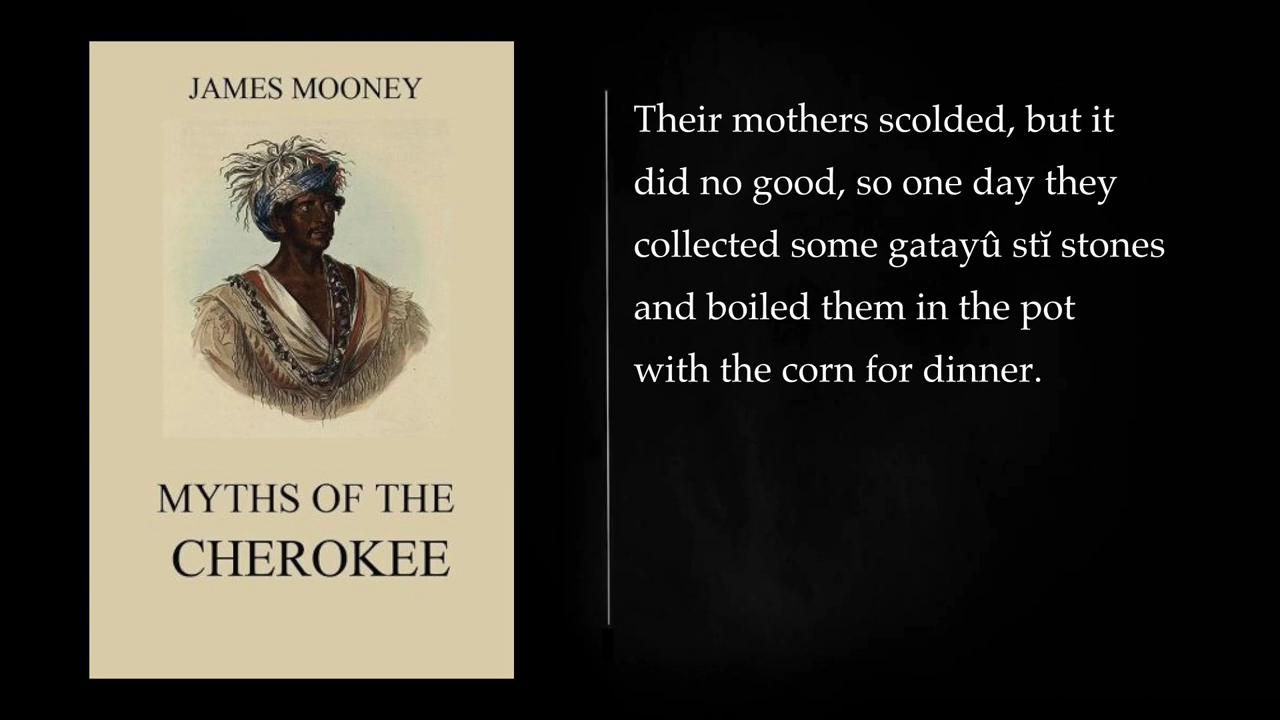 JAMES MOONEY
MYTHS OF THE
CHEROKEE
Their mothers scolded, but it
did no good, so one day they
collected some gatayû stĭ stones
and boiled them in the pot
with the corn for dinner.